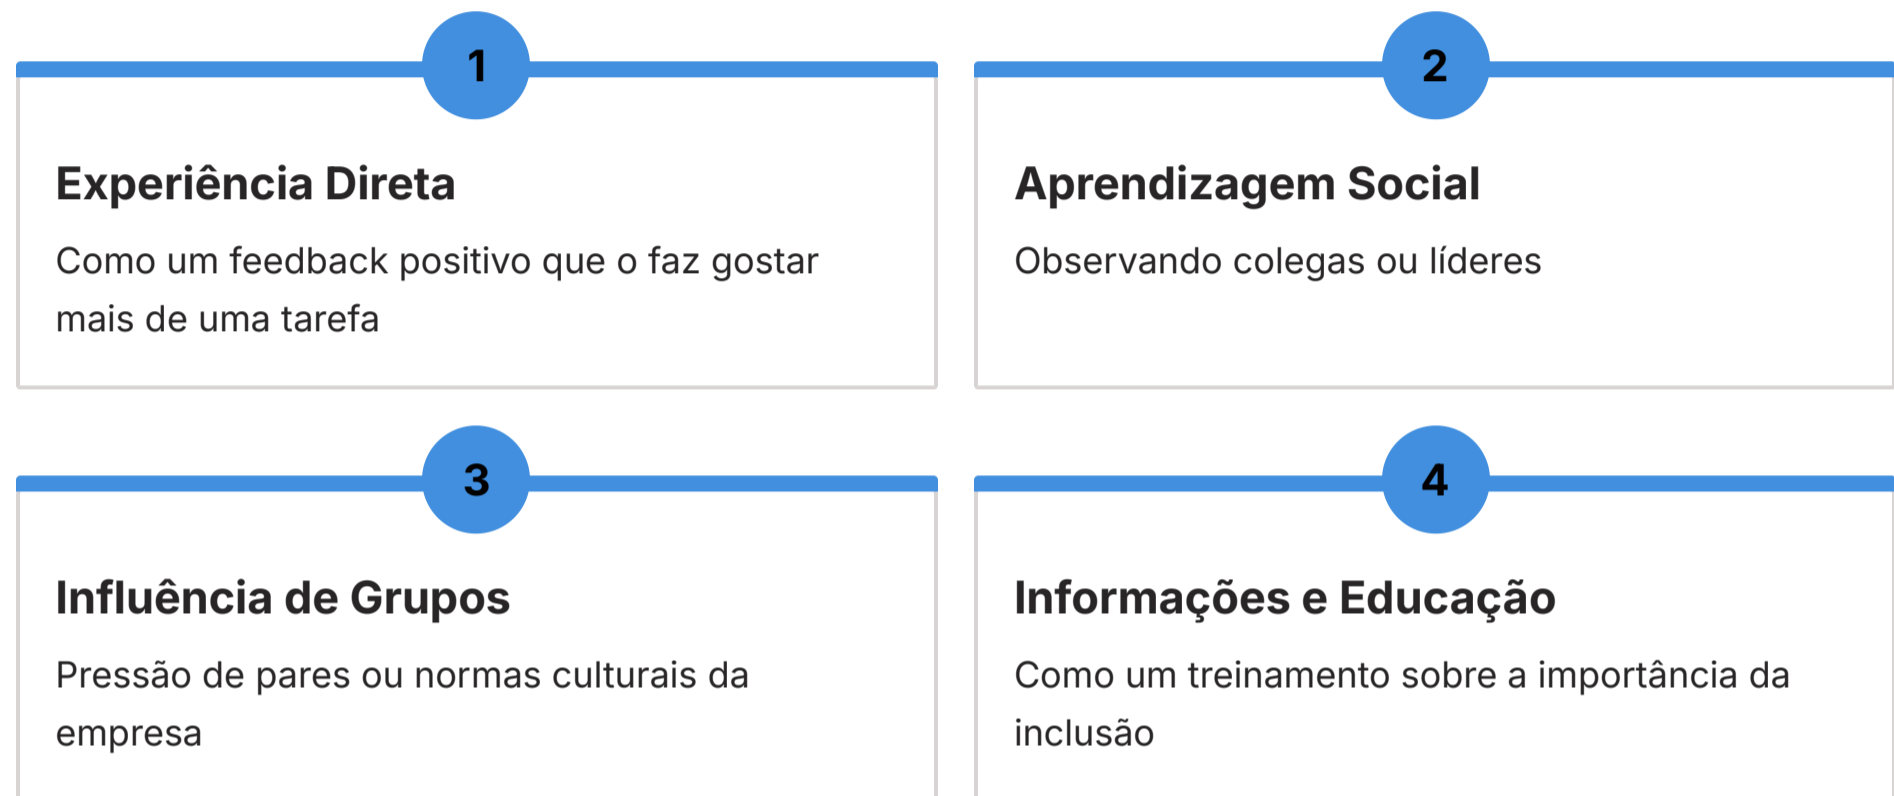 1
Experiência Direta
Como um feedback positivo que o faz gostar
mais de uma tarefa
2
Aprendizagem Social
Observando colegas ou líderes
3
Influência de Grupos
Pressão de pares ou normas culturais da
empresa
4
Informações e Educação
Como um treinamento sobre a importância da
inclusão